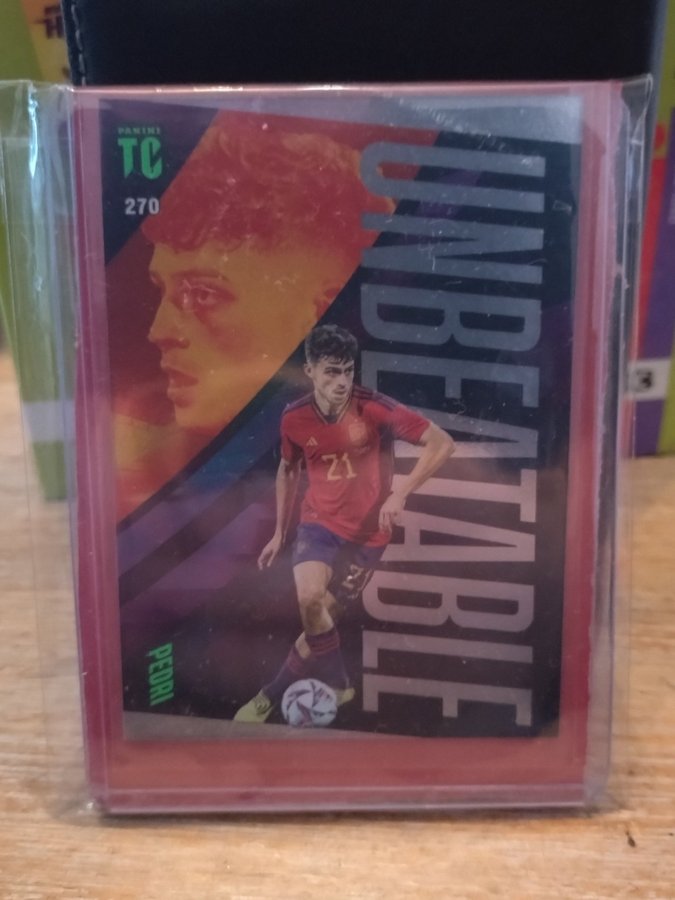 PANINI
TC
270
UNBEATABLE
21
PEDRI